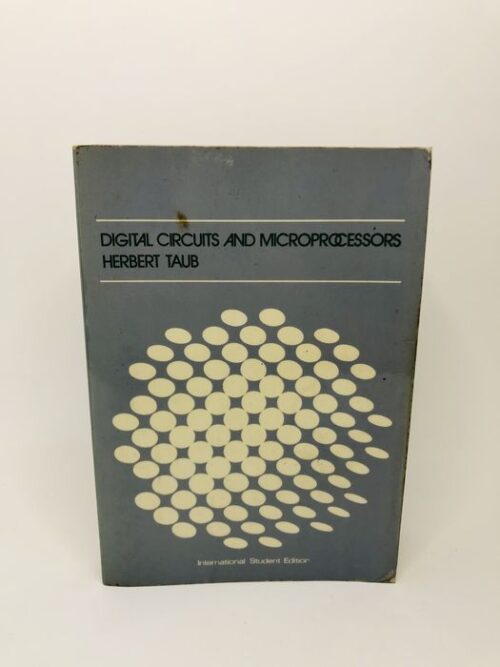 DIGITAL CIRCUITS AND MICROPROCESSORS
HERBERT TAUB
International Student Edition